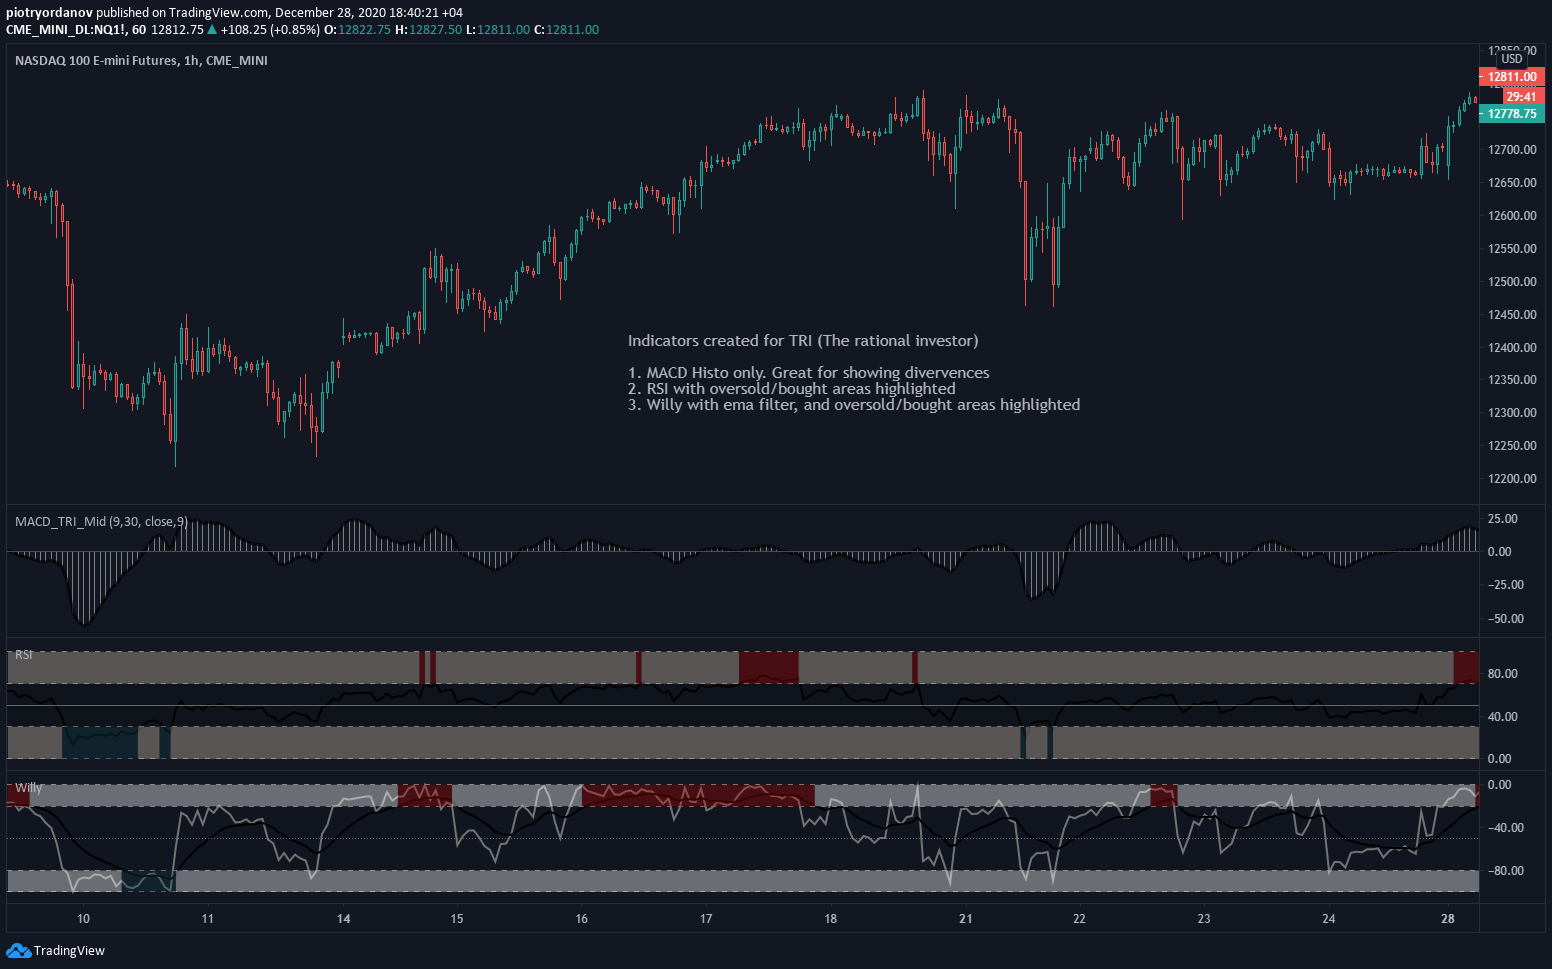 piotryordanov published on TradingView.com, December 28, 2020 18:40:21 +04
CME_MINI_DL:NQ1!, 60 12812.75 ▲ +108.25 (+0.85%) O:12822.75 H:12827.50 L:12811.00 C:12811.00
NASDAQ 100 E-mini Futures, 1h, CME_MINI
12850.00
USD
12811.00
29:41
12778.75
12700.00
12650.00
12600.00
12550.00
12500.00
12450.00
12400.00
12350.00
12300.00
12250.00
12200.00
Indicators created for TRI (The rational investor)
1. MACD Histo only. Great for showing divervences
2. RSI with oversold/bought areas highlighted
3. Willy with ema filter, and oversold/bought areas highlighted
MACD_TRI_Mid (9,30, close,9)
25.00
0.00
−25.00
−50.00
RSI
80.00
40.00
0.00
Willy
0.00
−40.00
−80.00
10 11 14 15 16 17 18 21 22 23 24 28
TradingView